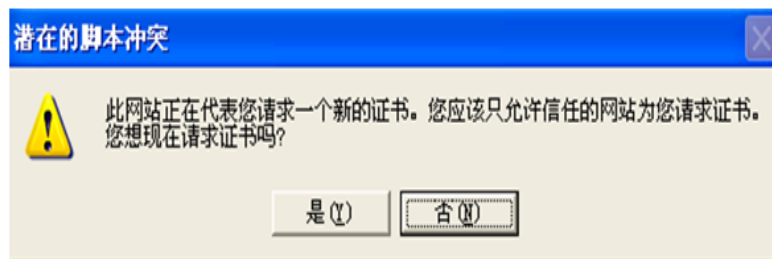 潜在的脚本冲突
此网站正在代表您请求一个新的证书。您应该只允许信任的网站为您请求证书。
您想现在请求证书吗?
是(Y) 否(N)